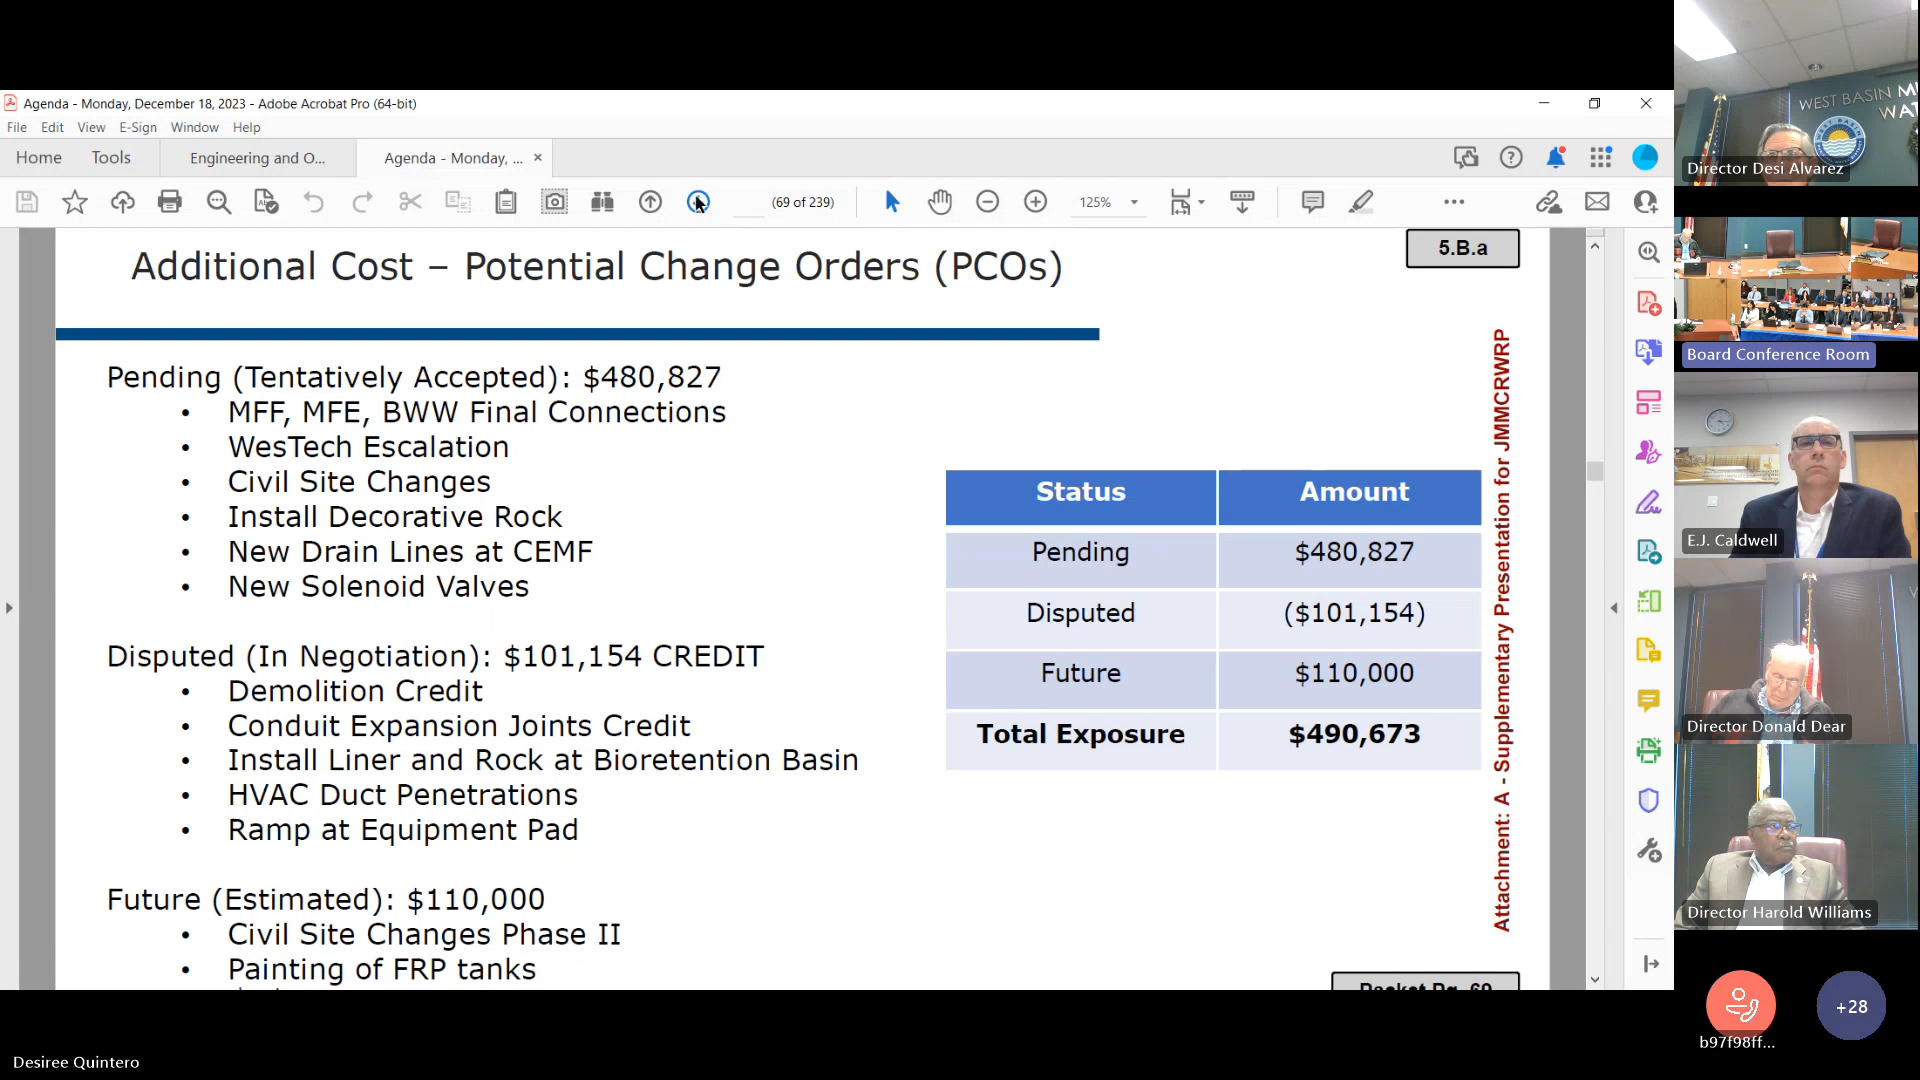 Agenda - Monday, December 18, 2023 - Adobe Acrobat Pro (64-bit)
File Edit View E-Sign Window Help
Home Tools Engineering and O... Agenda - Monday, ... ×
(69 of 239) 125%
Additional Cost – Potential Change Orders (PCOs)
5.B.a
Pending (Tentatively Accepted): $480,827
• MFF, MFE, BWW Final Connections
• WesTech Escalation
• Civil Site Changes
• Install Decorative Rock
• New Drain Lines at CEMF
• New Solenoid Valves
Disputed (In Negotiation): $101,154 CREDIT
• Demolition Credit
• Conduit Expansion Joints Credit
• Install Liner and Rock at Bioretention Basin
• HVAC Duct Penetrations
• Ramp at Equipment Pad
Future (Estimated): $110,000
• Civil Site Changes Phase II
• Painting of FRP tanks
Status Amount
Pending $480,827
Disputed ($101,154)
Future $110,000
Total Exposure $490,673
Attachment: A - Supplementary Presentation for JMMCRWRP
Packet Pg. 69
WEST BASIN
Director Desi Alvarez
Board Conference Room
E.J. Caldwell
Director Donald Dear
Director Harold Williams
b97f98ff...
+28
Desiree Quintero